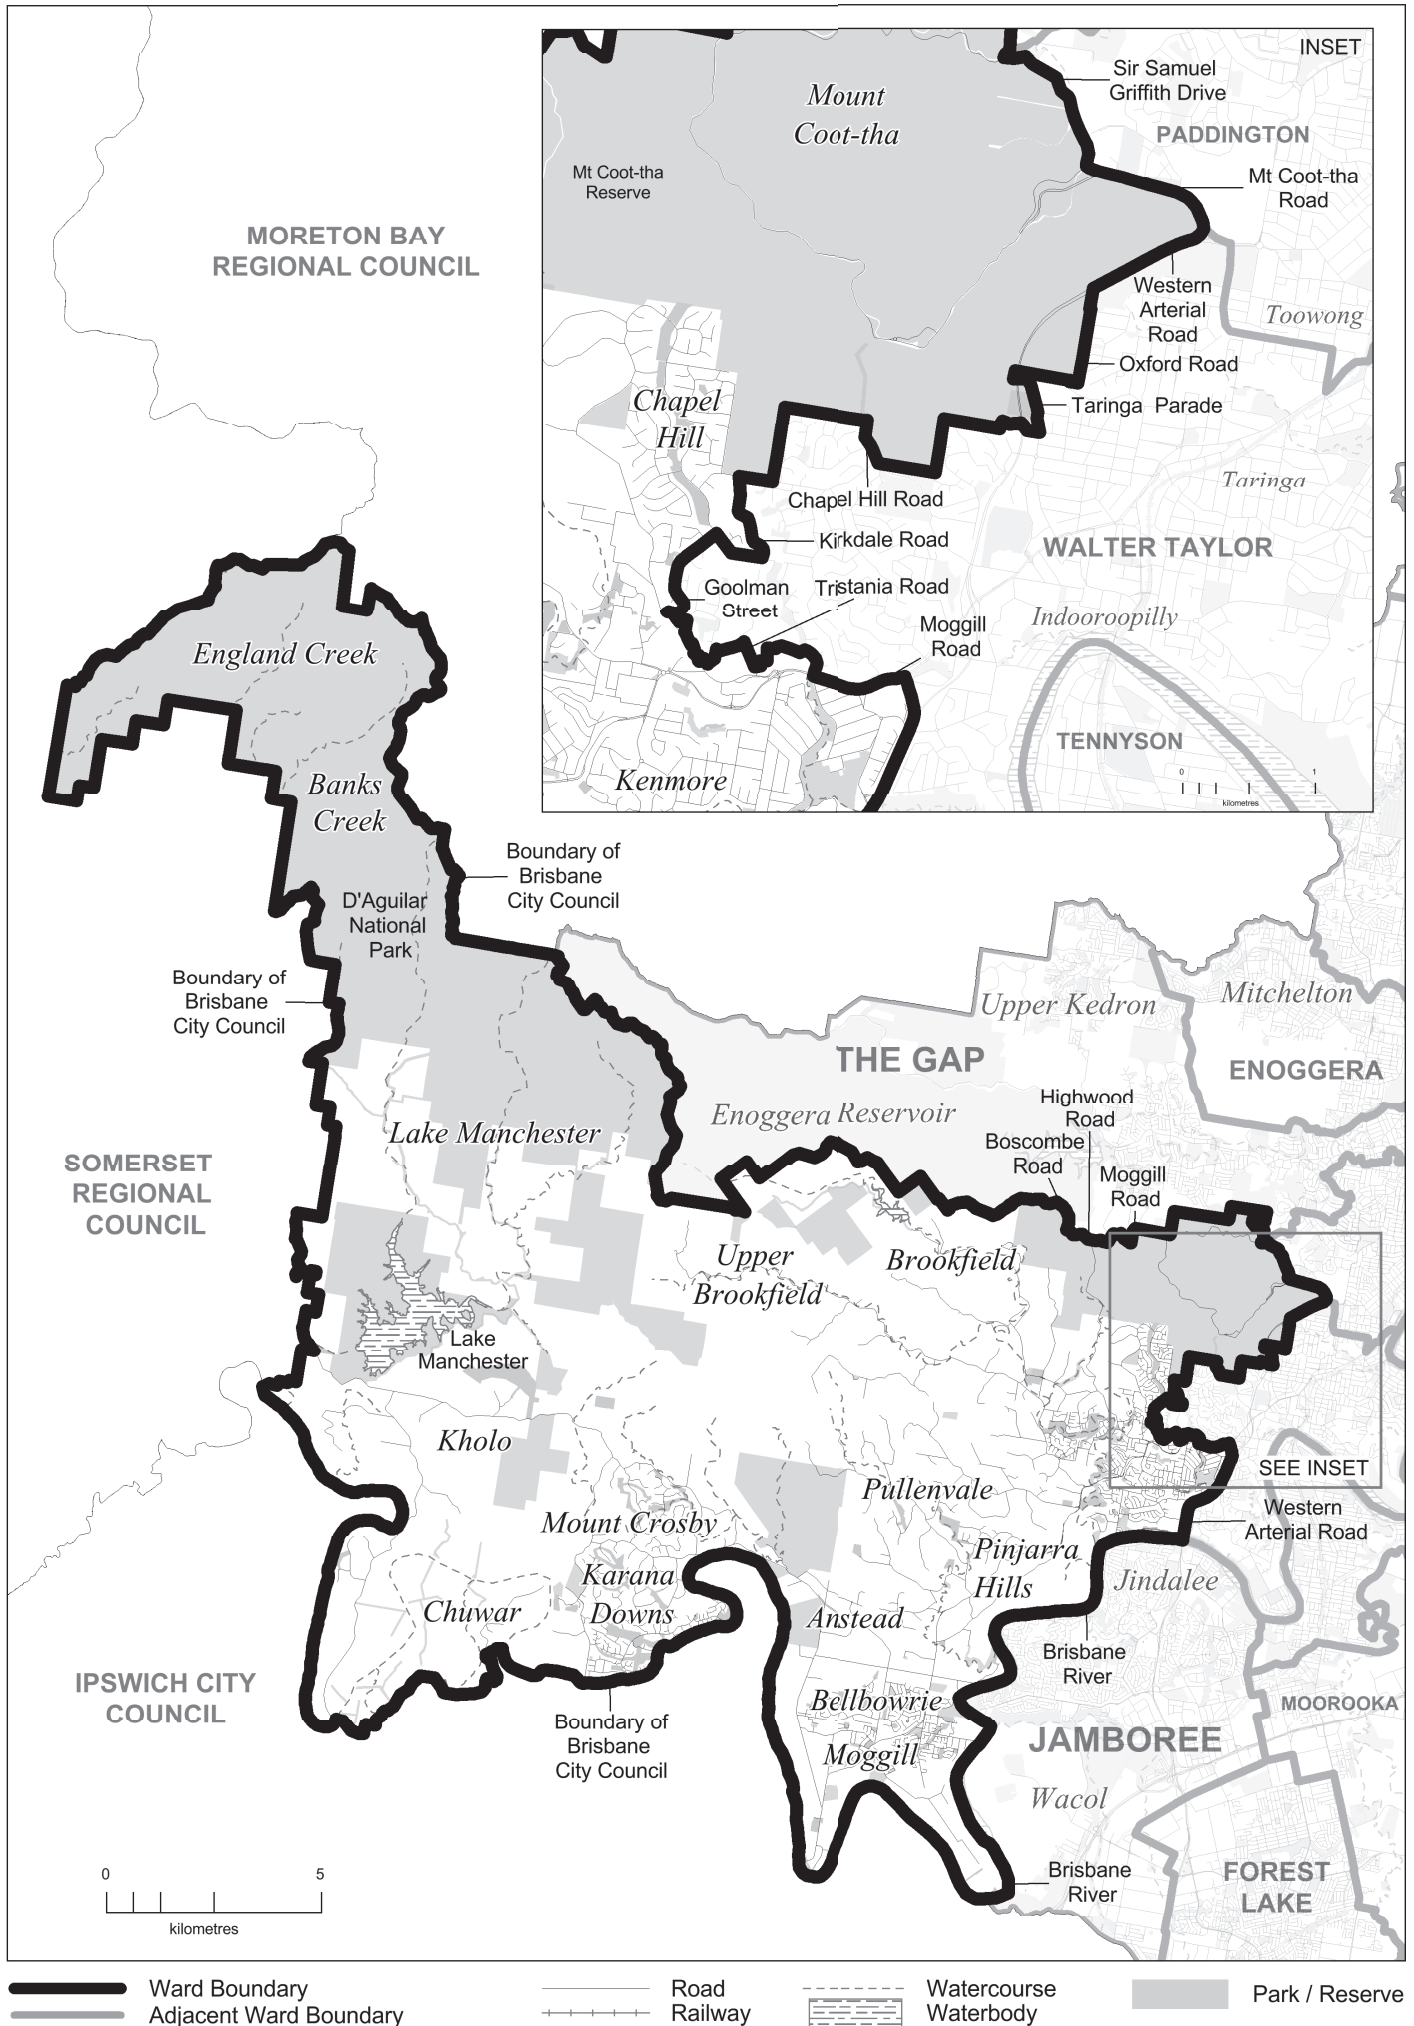 INSET
Sir Samuel
Griffith Drive
Mount
Coot-tha
PADDINGTON
Mt Coot-tha
Reserve
Mt Coot-tha
Road
MORETON BAY
REGIONAL COUNCIL
Western
Arterial
Road
Toowong
Oxford Road
Chapel
Hill
Taringa Parade
Taringa
Chapel Hill Road
Kirkdale Road
WALTER TAYLOR
Goolman
Street
Tristania Road
Indooroopilly
Moggill
Road
TENNYSON
Kenmore
0
1
kilometres
England Creek
Banks
Creek
Boundary of
Brisbane
City Council
D'Aguilar
National
Park
Boundary of
Brisbane
City Council
Upper Kedron
Mitchelton
THE GAP
ENOGGERA
Enoggera Reservoir
Highwood
Road
Boscombe
Road
Moggill
Road
Lake Manchester
SOMERSET
REGIONAL
COUNCIL
Upper
Brookfield
Brookfield
Lake
Manchester
Kholo
SEE INSET
Pullenvale
Western
Arterial Road
Mount Crosby
Pinjarra
Hills
Karana
Downs
Jindalee
Chuwar
Anstead
Brisbane
River
IPSWICH CITY
COUNCIL
Bellbowrie
MOOROOKA
Boundary of
Brisbane
City Council
JAMBOREE
Moggill
Wacol
0
5
kilometres
Brisbane
River
FOREST
LAKE
Ward Boundary
Adjacent Ward Boundary
Road
Railway
Watercourse
Waterbody
Park / Reserve